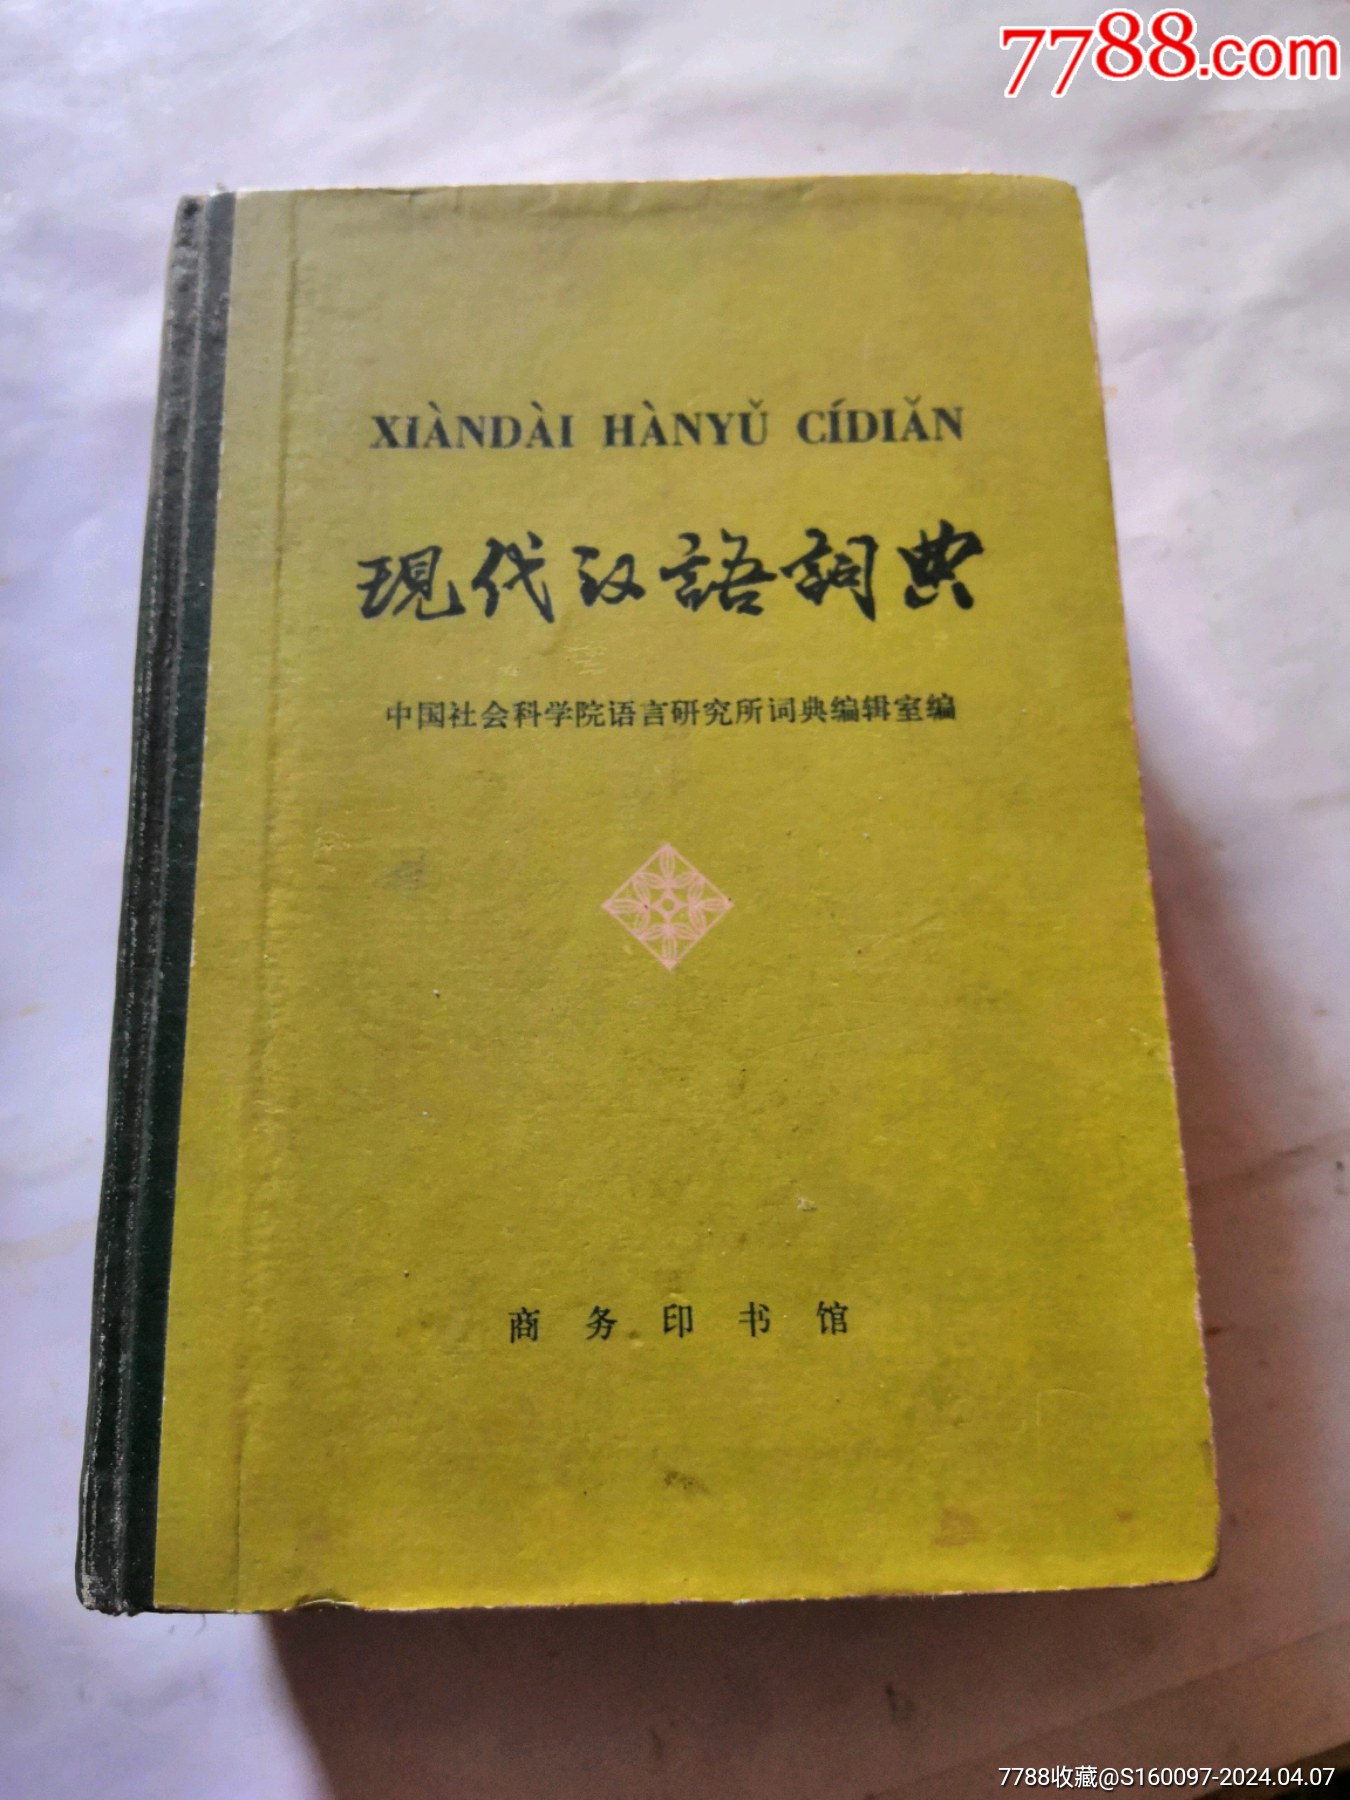 7788.com
XIÀNDÀI HÀNYǓ CÍDIǍN
現代汉語詞典
中国社会科学院语言研究所词典编辑室编
商务印书馆
7788收藏@S160097-2024.04.07